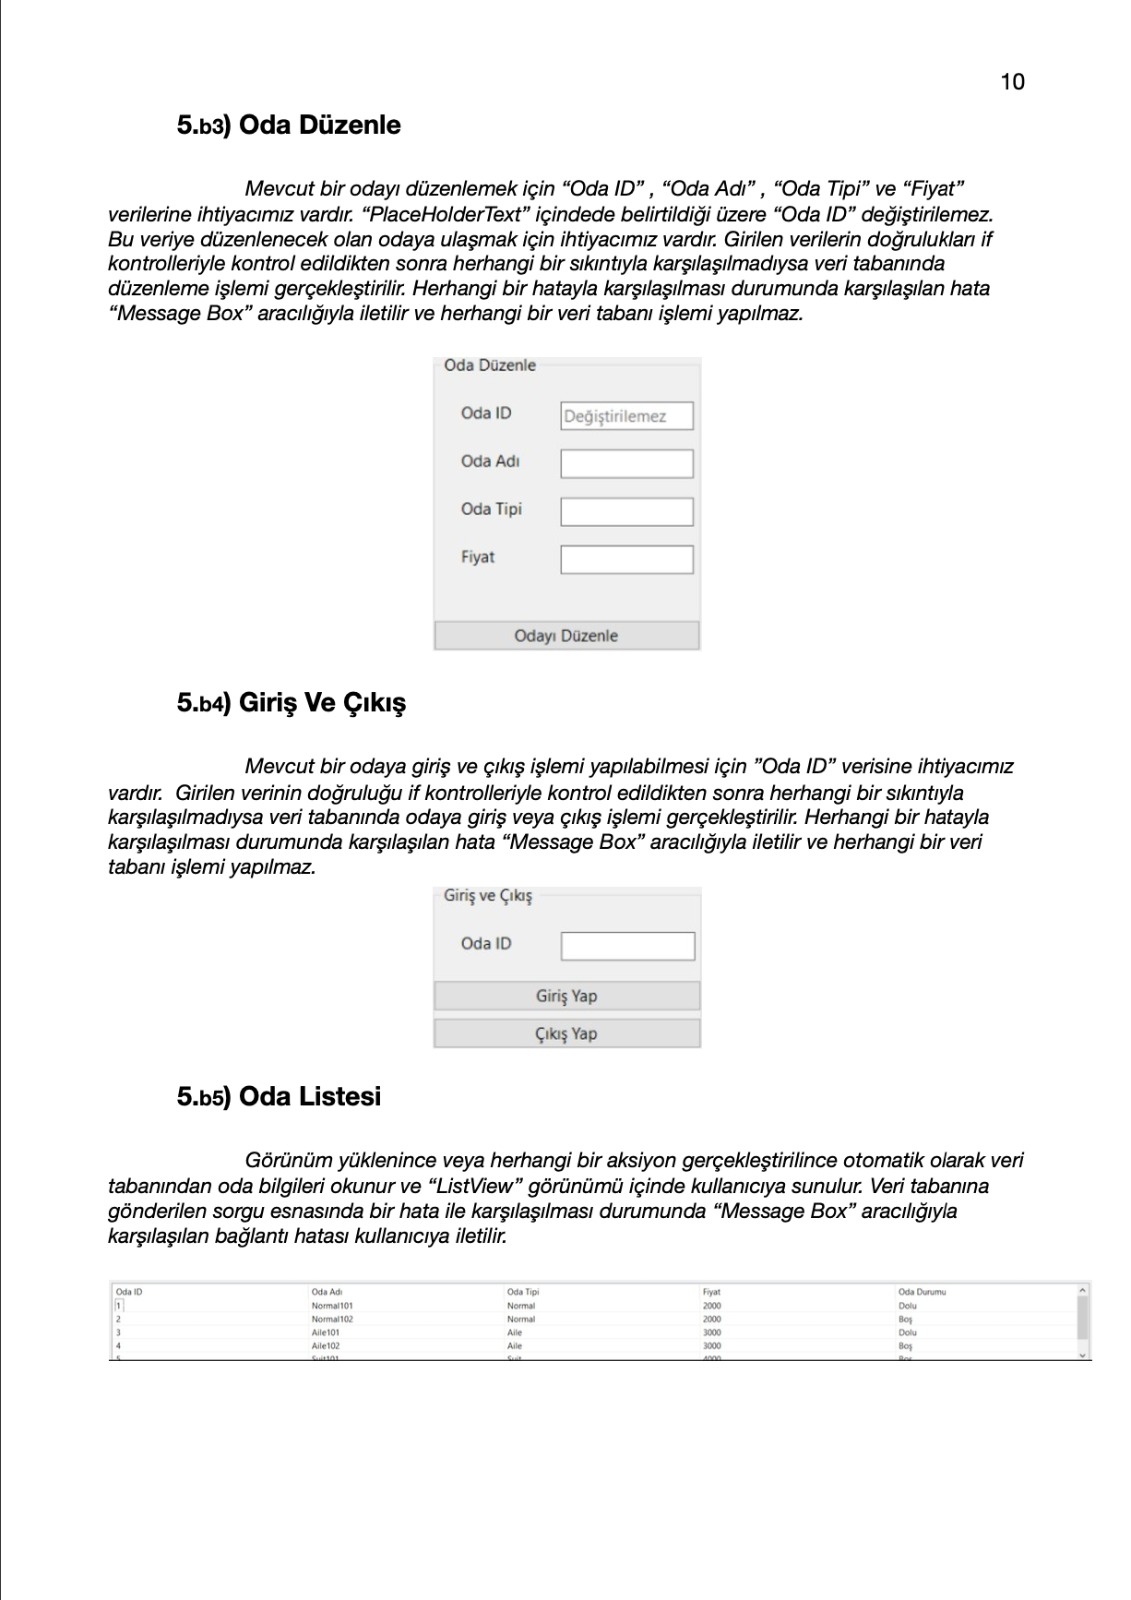 10
5.b3) Oda Düzenle
Mevcut bir odayı düzenlemek için “Oda ID” , “Oda Adı” , “Oda Tipi” ve “Fiyat”
verilerine ihtiyacımız vardır. “PlaceHolderText” içindede belirtildiği üzere “Oda ID” değiştirilemez.
Bu veriye düzenlenecek olan odaya ulaşmak için ihtiyacımız vardır. Girilen verilerin doğrulukları if
kontrolleriyle kontrol edildikten sonra herhangi bir sıkıntıyla karşılaşılmadıysa veri tabanında
düzenleme işlemi gerçekleştirilir. Herhangi bir hatayla karşılaşılması durumunda karşılaşılan hata
“Message Box” aracılığıyla iletilir ve herhangi bir veri tabanı işlemi yapılmaz.
Oda Düzenle
Oda ID Değiştirilemez
Oda Adı
Oda Tipi
Fiyat
Odayı Düzenle
5.b4) Giriş Ve Çıkış
Mevcut bir odaya giriş ve çıkış işlemi yapılabilmesi için ”Oda ID” verisine ihtiyacımız
vardır.  Girilen verinin doğruluğu if kontrolleriyle kontrol edildikten sonra herhangi bir sıkıntıyla
karşılaşılmadıysa veri tabanında odaya giriş veya çıkış işlemi gerçekleştirilir. Herhangi bir hatayla
karşılaşılması durumunda karşılaşılan hata “Message Box” aracılığıyla iletilir ve herhangi bir veri
tabanı işlemi yapılmaz.
Giriş ve Çıkış
Oda ID
Giriş Yap
Çıkış Yap
5.b5) Oda Listesi
Görünüm yüklenince veya herhangi bir aksiyon gerçekleştirilince otomatik olarak veri
tabanından oda bilgileri okunur ve “ListView” görünümü içinde kullanıcıya sunulur. Veri tabanına
gönderilen sorgu esnasında bir hata ile karşılaşılması durumunda “Message Box” aracılığıyla
karşılaşılan bağlantı hatası kullanıcıya iletilir.
Oda ID Oda Adı Oda Tipi Fiyat Oda Durumu
1 Normal101 Normal 2000 Dolu
2 Normal102 Normal 2000 Boş
3 Aile101 Aile 3000 Dolu
4 Aile102 Aile 3000 Boş
5 Suit101 Suit 4000 Boş